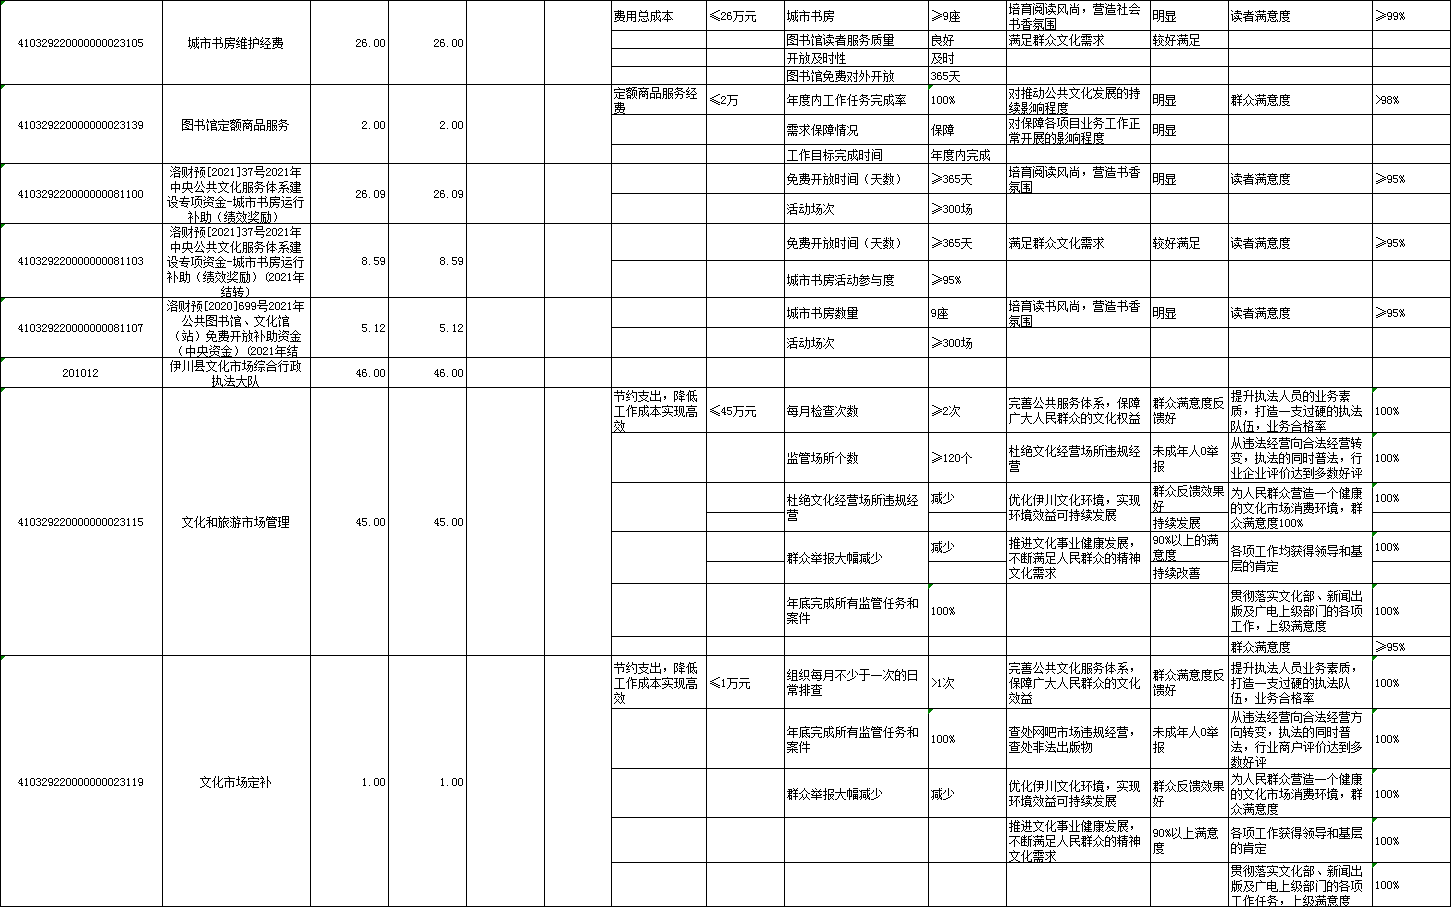 410329220000000023105
城市书房维护经费
26.00
26.00
费用总成本
≤26万元
城市书房
≥9座
培育阅读风尚，营造社会
书香氛围
明显
读者满意度
≥99%
图书馆读者服务质量
良好
满足群众文化需求
较好满足
开放及时性
及时
图书馆免费对外开放
365天
410329220000000023139
图书馆定额商品服务
2.00
2.00
定额商品服务经
费
≤2万
年度内工作任务完成率
100%
对推动公共文化发展的持
续影响程度
明显
群众满意度
>98%
需求保障情况
保障
对保障各项目业务工作正
常开展的影响程度
明显
工作目标完成时间
年度内完成
410329220000000081100
洛财预[2021]37号2021年
中央公共文化服务体系建
设专项资金-城市书房运行
补助（绩效奖励）
26.09
26.09
免费开放时间（天数）
≥365天
培育阅读风尚，营造书香
氛围
明显
读者满意度
≥95%
活动场次
≥300场
410329220000000081103
洛财预[2021]37号2021年
中央公共文化服务体系建
设专项资金-城市书房运行
补助（绩效奖励）(2021年
结转)
8.59
8.59
免费开放时间（天数）
≥365天
满足群众文化需求
较好满足
读者满意度
≥95%
城市书房活动参与度
≥95%
410329220000000081107
洛财预[2020]699号2021年
公共图书馆、文化馆
（站）免费开放补助资金
（中央资金）(2021年结
5.12
5.12
城市书房数量
9座
培育读书风尚，营造书香
氛围
明显
读者满意度
≥95%
活动场次
≥300场
201012
伊川县文化市场综合行政
执法大队
46.00
46.00
410329220000000023115
文化和旅游市场管理
45.00
45.00
节约支出，降低
工作成本实现高
效
≤45万元
每月检查次数
≥2次
完善公共服务体系，保障
广大人民群众的文化权益
群众满意度反
馈好
提升执法人员的业务素
质，打造一支过硬的执法
队伍，业务合格率
100%
监管场所个数
≥120个
杜绝文化经营场所违规经
营
未成年人0举
报
从违法经营向合法经营转
变，执法的同时普法，行
业企业评价达到多数好评
100%
杜绝文化经营场所违规经
营
减少
优化伊川文化环境，实现
环境效益可持续发展
群众反馈效果
好
持续发展
为人民群众营造一个健康
的文化市场消费环境，群
众满意度100%
100%
群众举报大幅减少
减少
推进文化事业健康发展，
不断满足人民群众的精神
文化需求
90%以上的满
意度
持续改善
各项工作均获得领导和基
层的肯定
100%
年底完成所有监管任务和
案件
100%
贯彻落实文化部、新闻出
版及广电上级部门的各项
工作，上级满意度
100%
群众满意度
≥95%
410329220000000023119
文化市场定补
1.00
1.00
节约支出，降低
工作成本实现高
效
≤1万元
组织每月不少于一次的日
常排查
>1次
完善公共文化服务体系，
保障广大人民群众的文化
效益
群众满意度反
馈好
提升执法人员业务素质，
打造一支过硬的执法队
伍，业务合格率
100%
年底完成所有监管任务和
案件
100%
查处网吧市场违规经营，
查处非法出版物
未成年人0举
报
从违法经营向合法经营方
向转变，执法的同时普
法，行业商户评价达到多
数好评
100%
群众举报大幅减少
减少
优化伊川文化环境，实现
环境效益可持续发展
群众反馈效果
好
为人民群众营造一个健康
的文化市场消费环境，群
众满意度
100%
推进文化事业健康发展，
不断满足人民群众的精神
文化需求
90%以上满意
度
各项工作获得领导和基层
的肯定
100%
贯彻落实文化部、新闻出
版及广电上级部门的各项
工作任务，上级满意度
100%